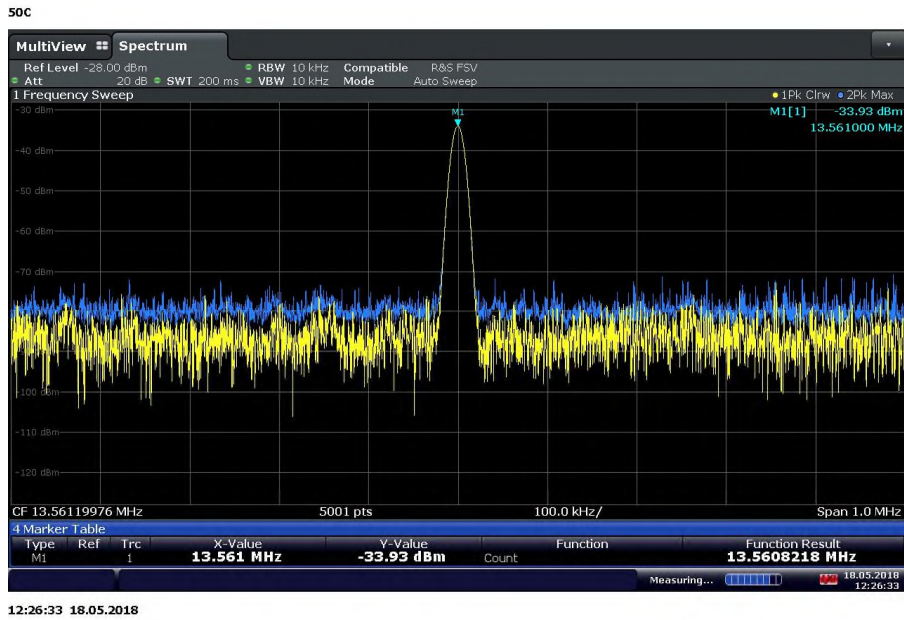 50C
MultiView Spectrum
Ref Level -28.00 dBm RBW 10 kHz Compatible R&S FSV
Att 20 dB SWT 200 ms VBW 10 kHz Mode Auto Sweep
1 Frequency Sweep 1Pk Clrw 2Pk Max
M1[1] -33.93 dBm
13.561000 MHz
M1
-30 dBm
-40 dBm
-50 dBm
-60 dBm
-70 dBm
-100 dBm
-110 dBm
-120 dBm
CF 13.56119976 MHz 5001 pts 100.0 kHz/ Span 1.0 MHz
4 Marker Table
Type Ref Trc X-Value Y-Value Function Function Result
M1 1 13.561 MHz -33.93 dBm Count 13.5608218 MHz
Measuring... 18.05.2018
12:26:33
12:26:33 18.05.2018